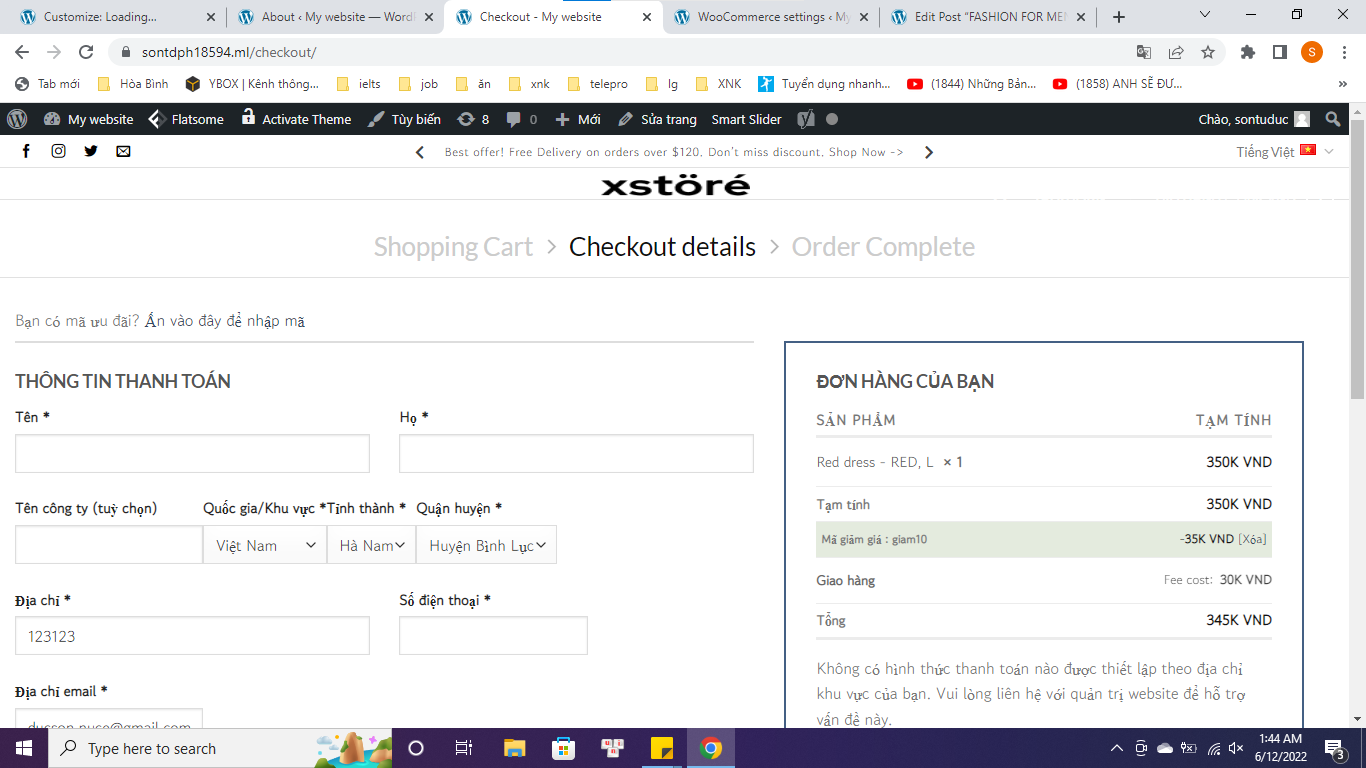 Customize: Loading...
About ‹ My website — Word
Checkout - My website
WooCommerce settings ‹ My
Edit Post “FASHION FOR MEN
sontdph18594.ml/checkout/
S
Tab mới
Hòa Bình
YBOX | Kênh thông...
ielts
job
ăn
xnk
telepro
lg
XNK
Tuyển dụng nhanh...
(1844) Những Bản...
(1858) ANH SẼ ĐƯ...
»
My website
Flatsome
Activate Theme
Tùy biến
8
0
Mới
Sửa trang
Smart Slider
Chào, sontuduc
Best offer! Free Delivery on orders over $120. Don't miss discount. Shop Now ->
Tiếng Việt
xstöré
Shopping Cart > Checkout details > Order Complete
Bạn có mã ưu đãi? Ấn vào đây để nhập mã
THÔNG TIN THANH TOÁN
Tên *
Họ *
Tên công ty (tuỳ chọn)
Quốc gia/Khu vực *
Tỉnh thành *
Quận huyện *
Việt Nam
Hà Nam
Huyện Bình Lục
Địa chỉ *
Số điện thoại *
123123
Địa chỉ email *
ducson.nuce@gmail.com
ĐƠN HÀNG CỦA BẠN
SẢN PHẨM
TẠM TÍNH
Red dress - RED, L × 1
350K VND
Tạm tính
350K VND
Mã giảm giá : giam10
-35K VND [Xóa]
Giao hàng
Fee cost: 30K VND
Tổng
345K VND
Không có hình thức thanh toán nào được thiết lập theo địa chỉ
khu vực của bạn. Vui lòng liên hệ với quản trị website để hỗ trợ
vấn đề này.
Type here to search
1:44 AM
6/12/2022
3